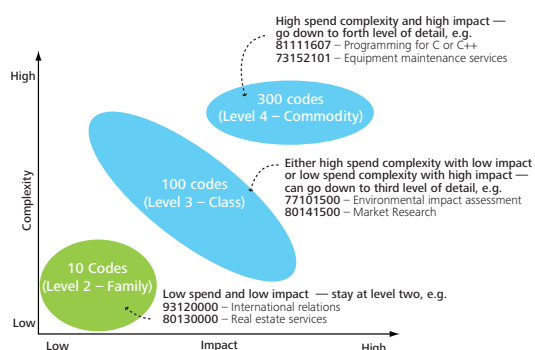 High spend complexity and high impact —
go down to forth level of detail, e.g.
81111607 – Programming for C or C++
73152101 – Equipment maintenance services
High
300 codes
(Level 4 – Commodity)
Either high spend complexity with low impact
or low spend complexity with high impact —
can go down to third level of detail, e.g.
77101500 – Environmental impact assessment
80141500 – Market Research
100 codes
(Level 3 – Class)
Complexity
10 Codes
(Level 2 – Family)
Low spend and low impact — stay at level two, e.g.
93120000 – International relations
80130000 – Real estate services
Low
Low
Impact
High